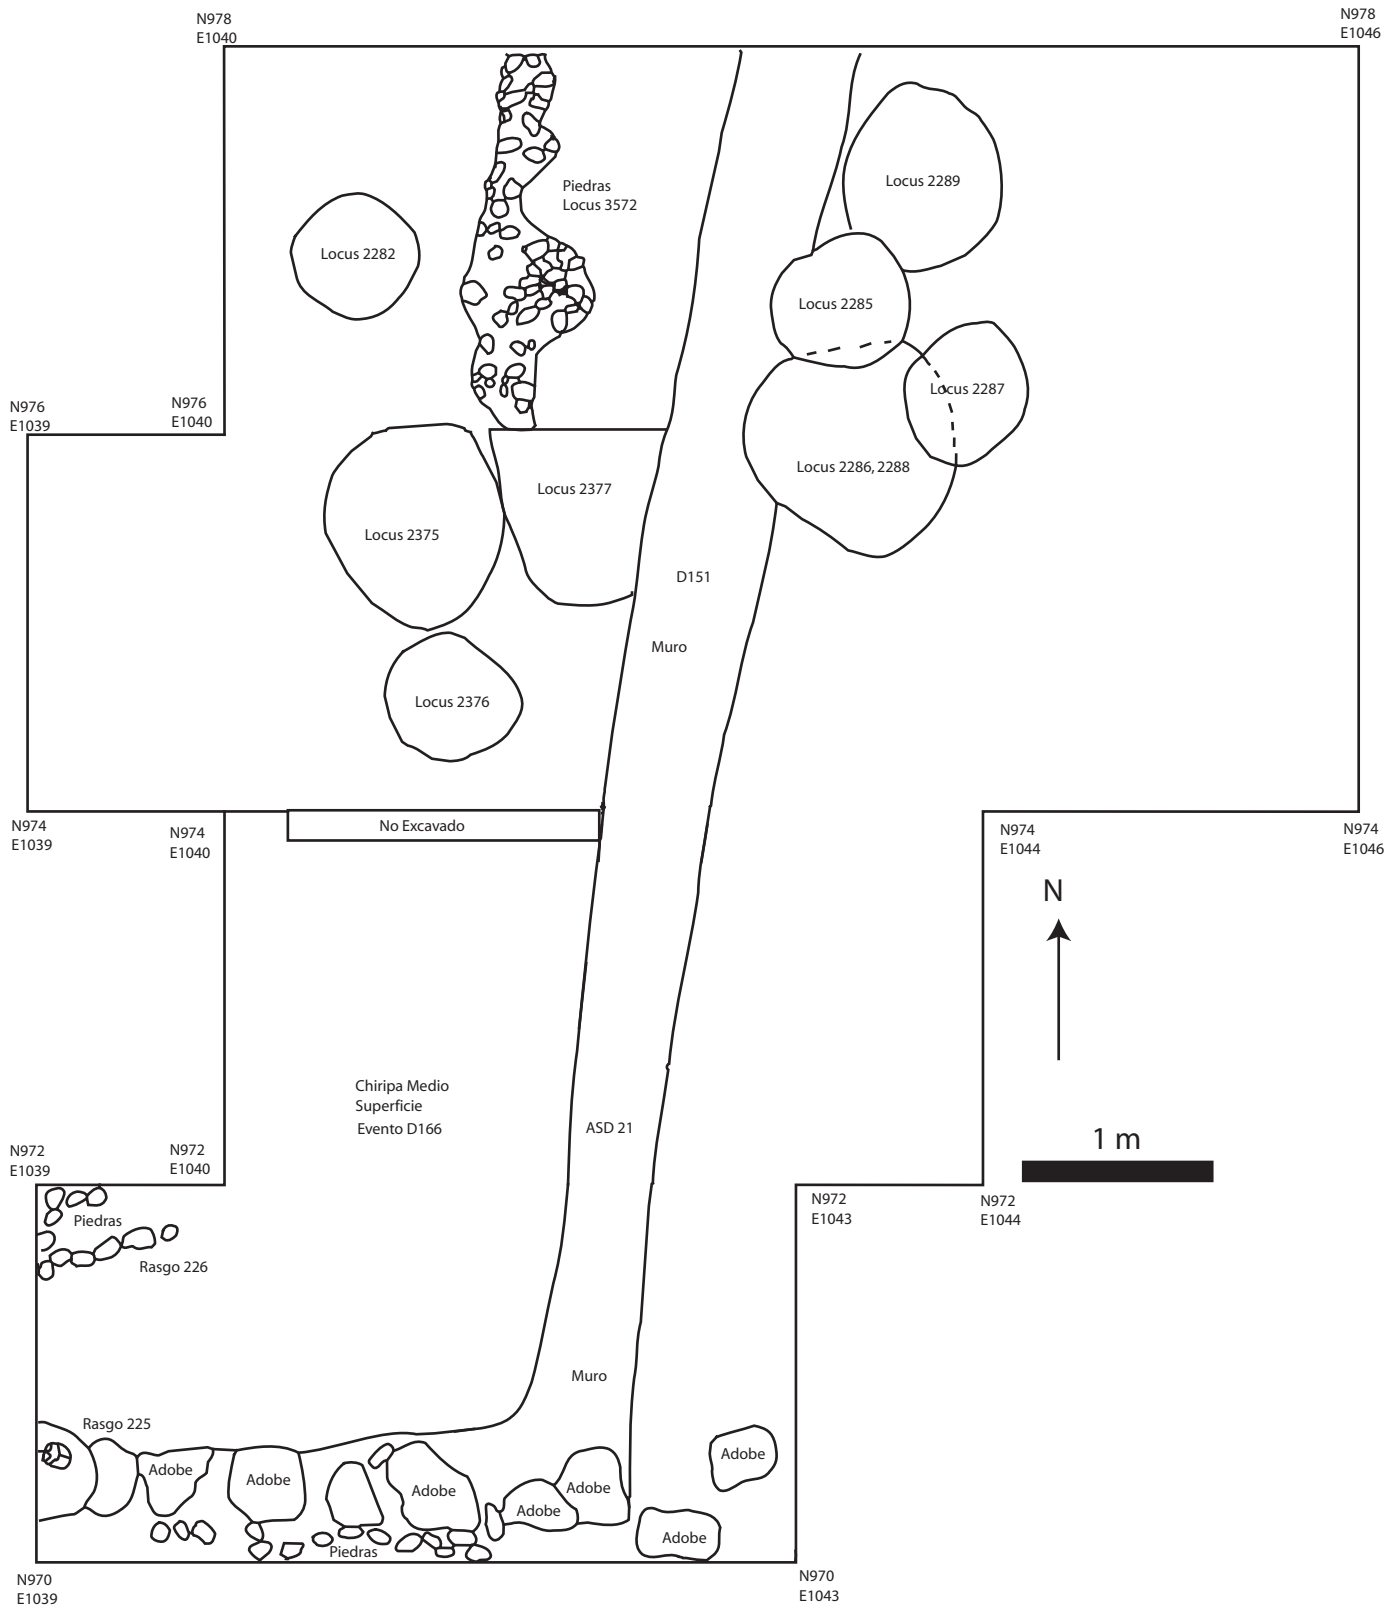 N978
E1040
N978
E1046
Locus 2289
Piedras
Locus 3572
Locus 2282
Locus 2285
Locus 2287
N976
E1039
N976
E1040
Locus 2286, 2288
Locus 2377
Locus 2375
D151
Muro
Locus 2376
N974
E1039
N974
E1040
No Excavado
N974
E1044
N974
E1046
N
Chiripa Medio
Superficie
Evento D166
ASD 21
1 m
N972
E1039
N972
E1040
N972
E1043
N972
E1044
Piedras
Rasgo 226
Muro
Rasgo 225
Adobe
Adobe
Adobe
Adobe
Adobe
Adobe
Adobe
Piedras
N970
E1039
N970
E1043